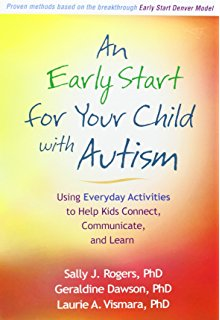 Proven methods based on the breakthrough Early Start Denver Model
An
Early Start
for Your Child
with
Autism
Using Everyday Activities
to Help Kids Connect,
Communicate,
and Learn
Sally J. Rogers, PhD
Geraldine Dawson, PhD
Laurie A. Vismara, PhD